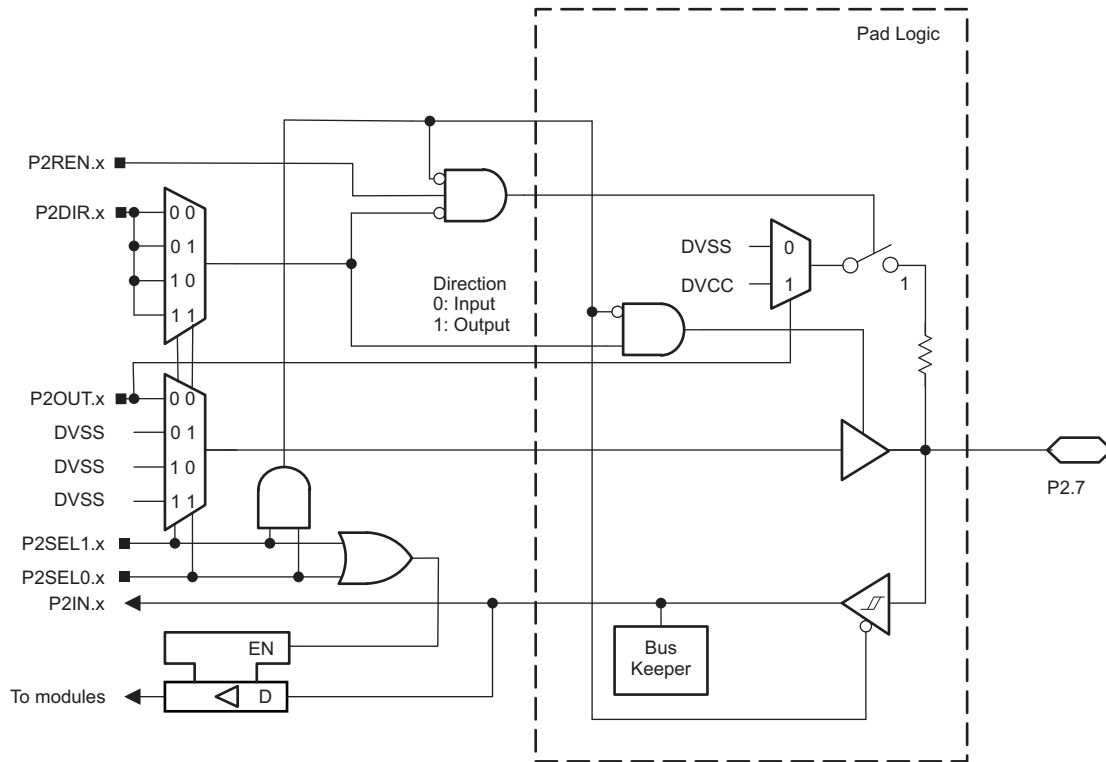 Pad Logic
P2REN.x
P2DIR.x
0 0
0 1
1 0
1 1
Direction
0: Input
1: Output
DVSS
0
DVCC
1
1
P2OUT.x
0 0
DVSS
0 1
DVSS
1 0
DVSS
1 1
P2.7
P2SEL1.x
P2SEL0.x
P2IN.x
EN
Bus
Keeper
To modules
D